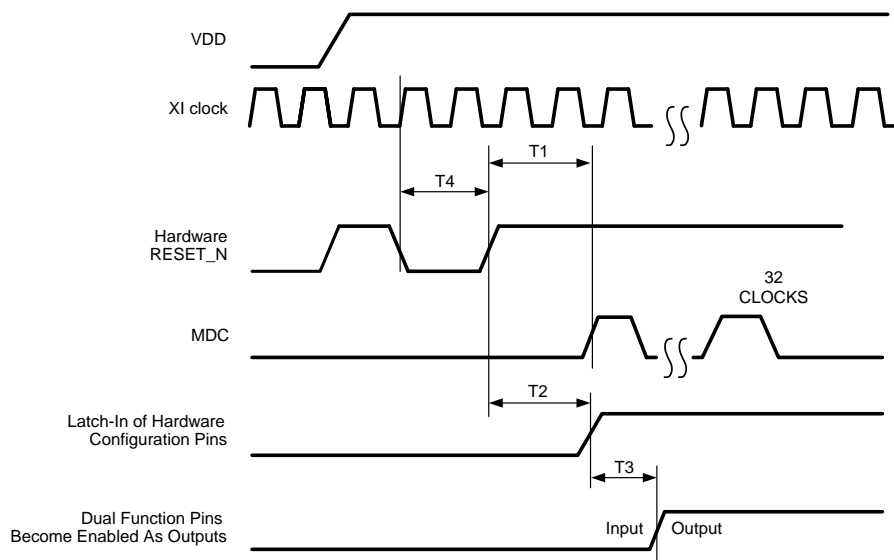 VDD
XI clock
T1
T4
Hardware
RESET_N
32
CLOCKS
MDC
T2
Latch-In of Hardware
Configuration Pins
T3
Dual Function Pins
Become Enabled As Outputs
Input
Output